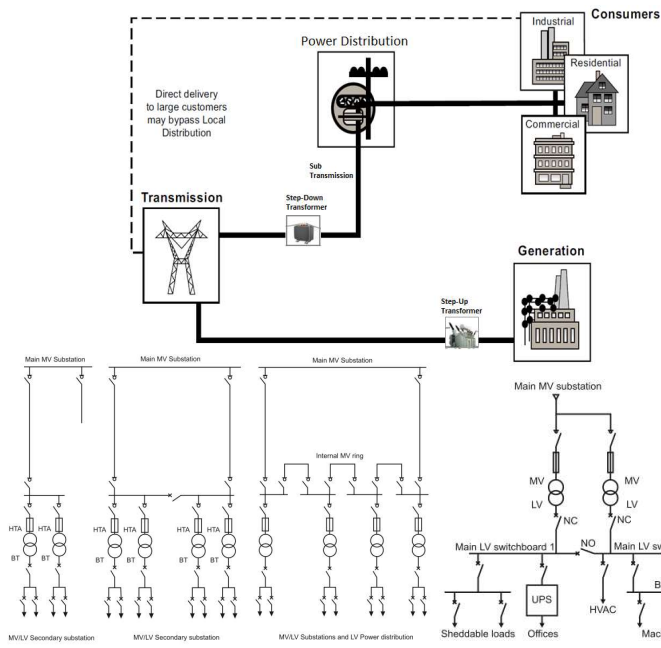 Industrial
Consumers
Power Distribution
Residential
Direct delivery
to large customers
may bypass Local
Distribution
Commercial
Sub
Transmission
Transmission
Step-Down
Transformer
Generation
Step-Up
Transformer
Main MV Substation
Main MV Substation
Main MV Substation
Main MV substation
Internal MV ring
MV
MV
LV
LV
HTA
HTA
HTA
HTA
HTA
HTA
BT
BT
BT
BT
BT
BT
NC
NC
Main LV switchboard 1
NO
Main LV sw
B
UPS
HVAC
Sheddable loads
Offices
Mac
MV/LV Secondary substation
MV/LV Secondary substation
MV/LV Substations and LV Power distribution